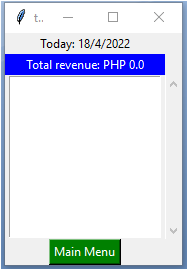 t..
Today: 18/4/2022
Total revenue: PHP 0.0
Main Menu